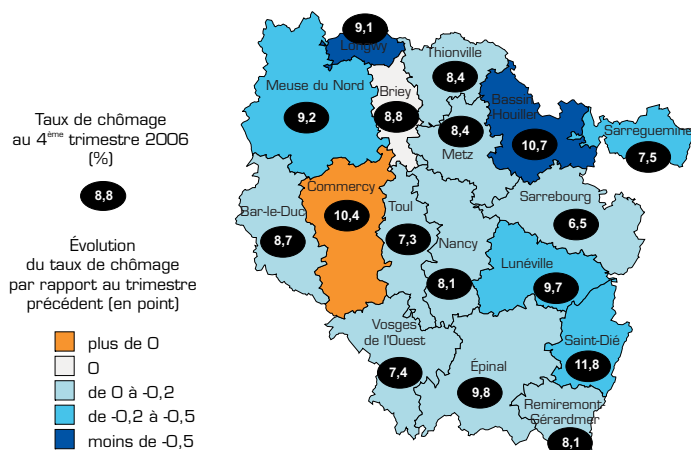 Taux de chômage
au 4ème trimestre 2006
(%)
8,8
Évolution
du taux de chômage
par rapport au trimestre
précédent (en point)
plus de 0
0
de 0 à -0,2
de -0,2 à -0,5
moins de -0,5
9,1
Longwy
Thionville
8,4
Meuse du Nord
9,2
Briey
8,8
Bassin
Houiller
10,7
8,4
Metz
Sarreguemine
7,5
Commercy
10,4
Bar-le-Duc
8,7
Toul
7,3
Sarrebourg
6,5
Nancy
8,1
Lunéville
9,7
Vosges
de l'Ouest
7,4
Épinal
9,8
Saint-Dié
11,8
Remiremont
Gérardmer
8,1